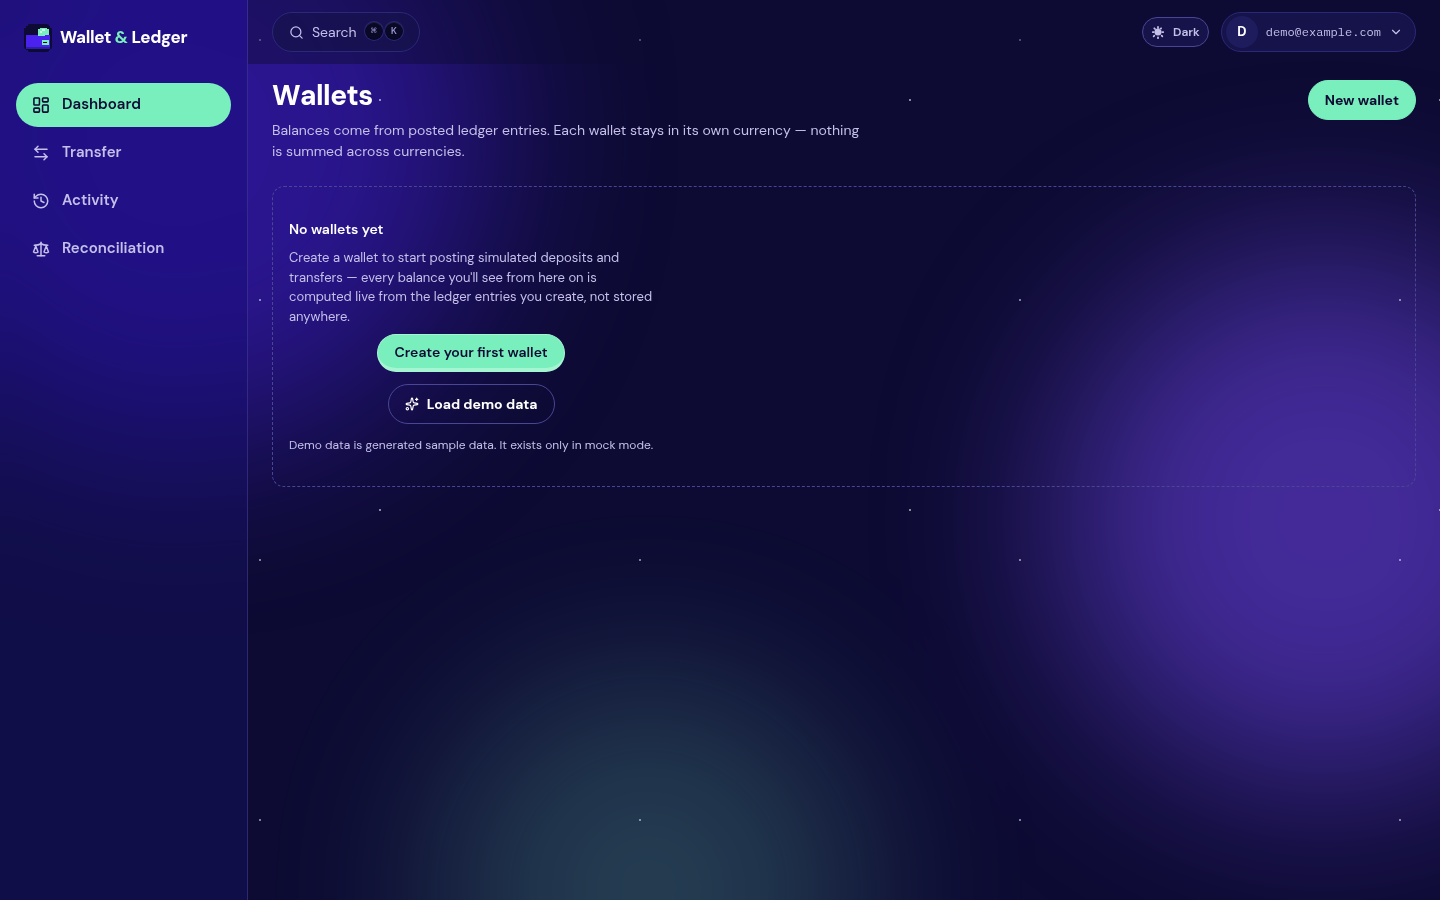 Wallet & Ledger
Search ⌘ K
Dark
D
demo@example.com
Dashboard
Transfer
Activity
Reconciliation
Wallets
New wallet
Balances come from posted ledger entries. Each wallet stays in its own currency — nothing
is summed across currencies.
No wallets yet
Create a wallet to start posting simulated deposits and
transfers — every balance you'll see from here on is
computed live from the ledger entries you create, not stored
anywhere.
Create your first wallet
Load demo data
Demo data is generated sample data. It exists only in mock mode.